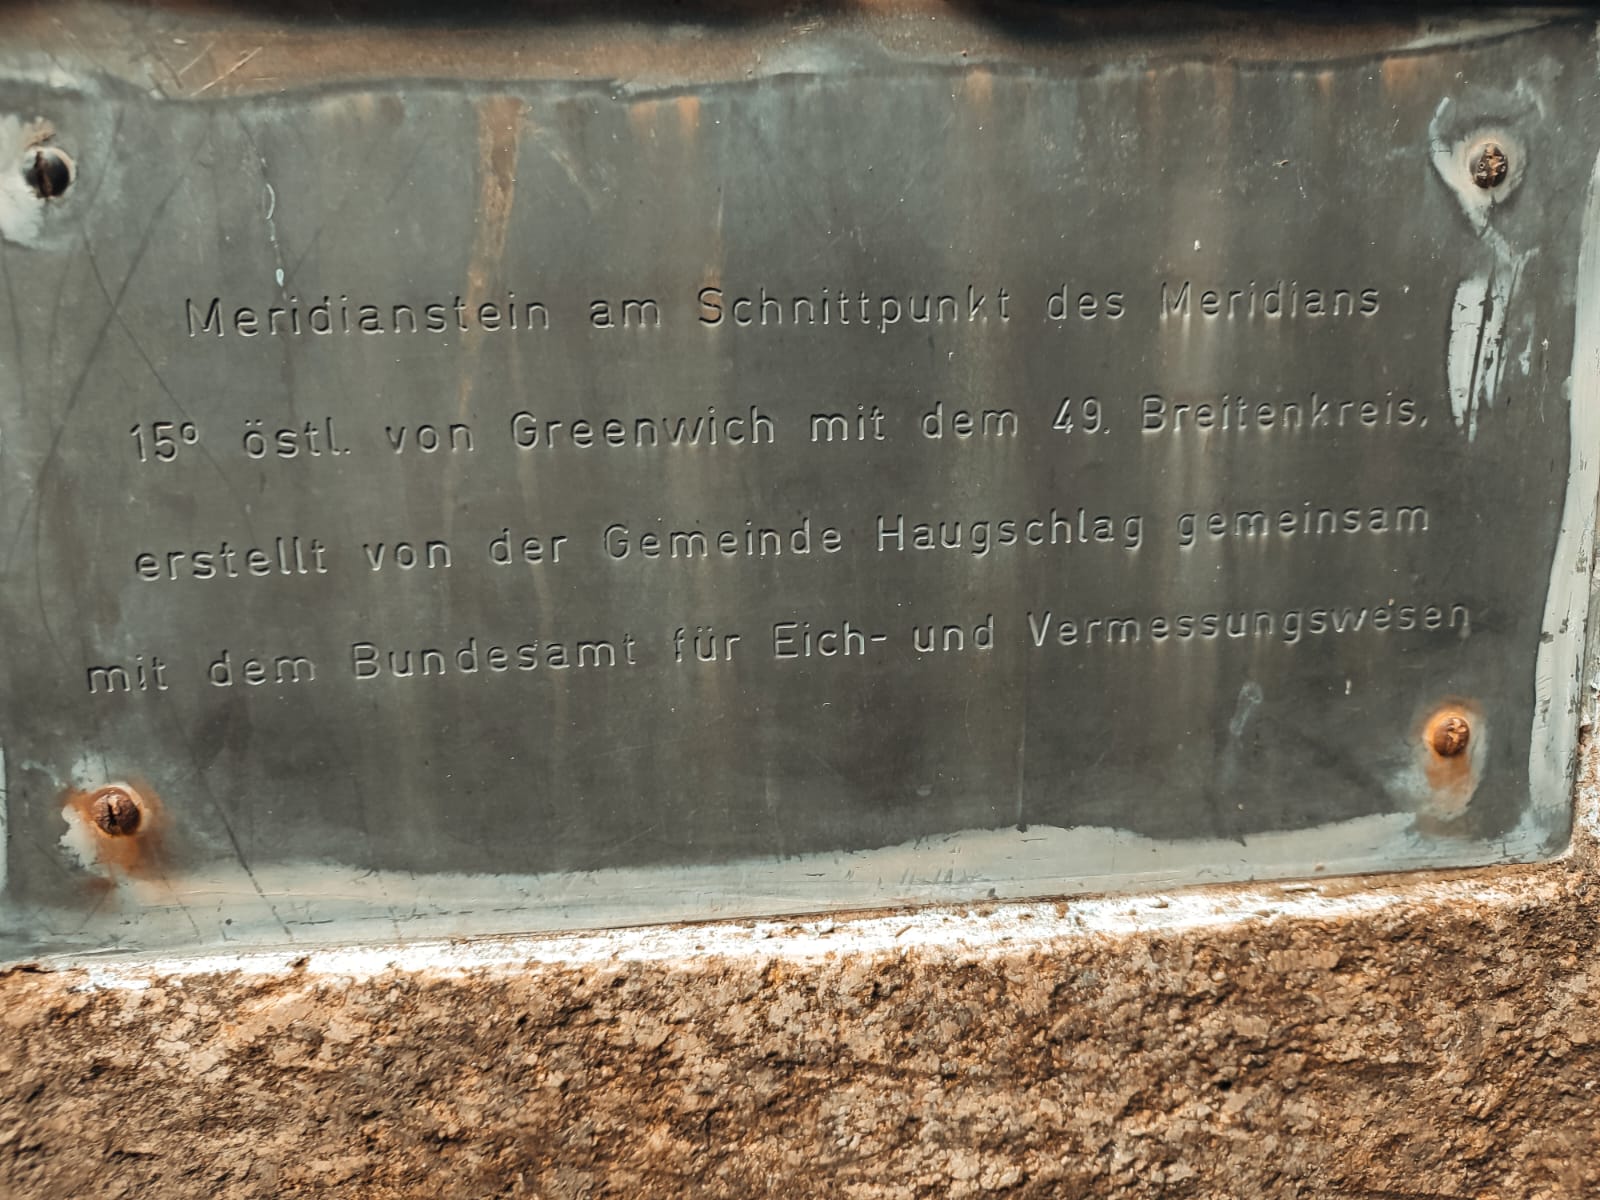 Meridianstein am Schnittpunkt des Meridians
15º östl. von Greenwich mit dem 49. Breitenkreis,
erstellt von der Gemeinde Haugschlag gemeinsam
mit dem Bundesamt für Eich- und Vermessungswesen